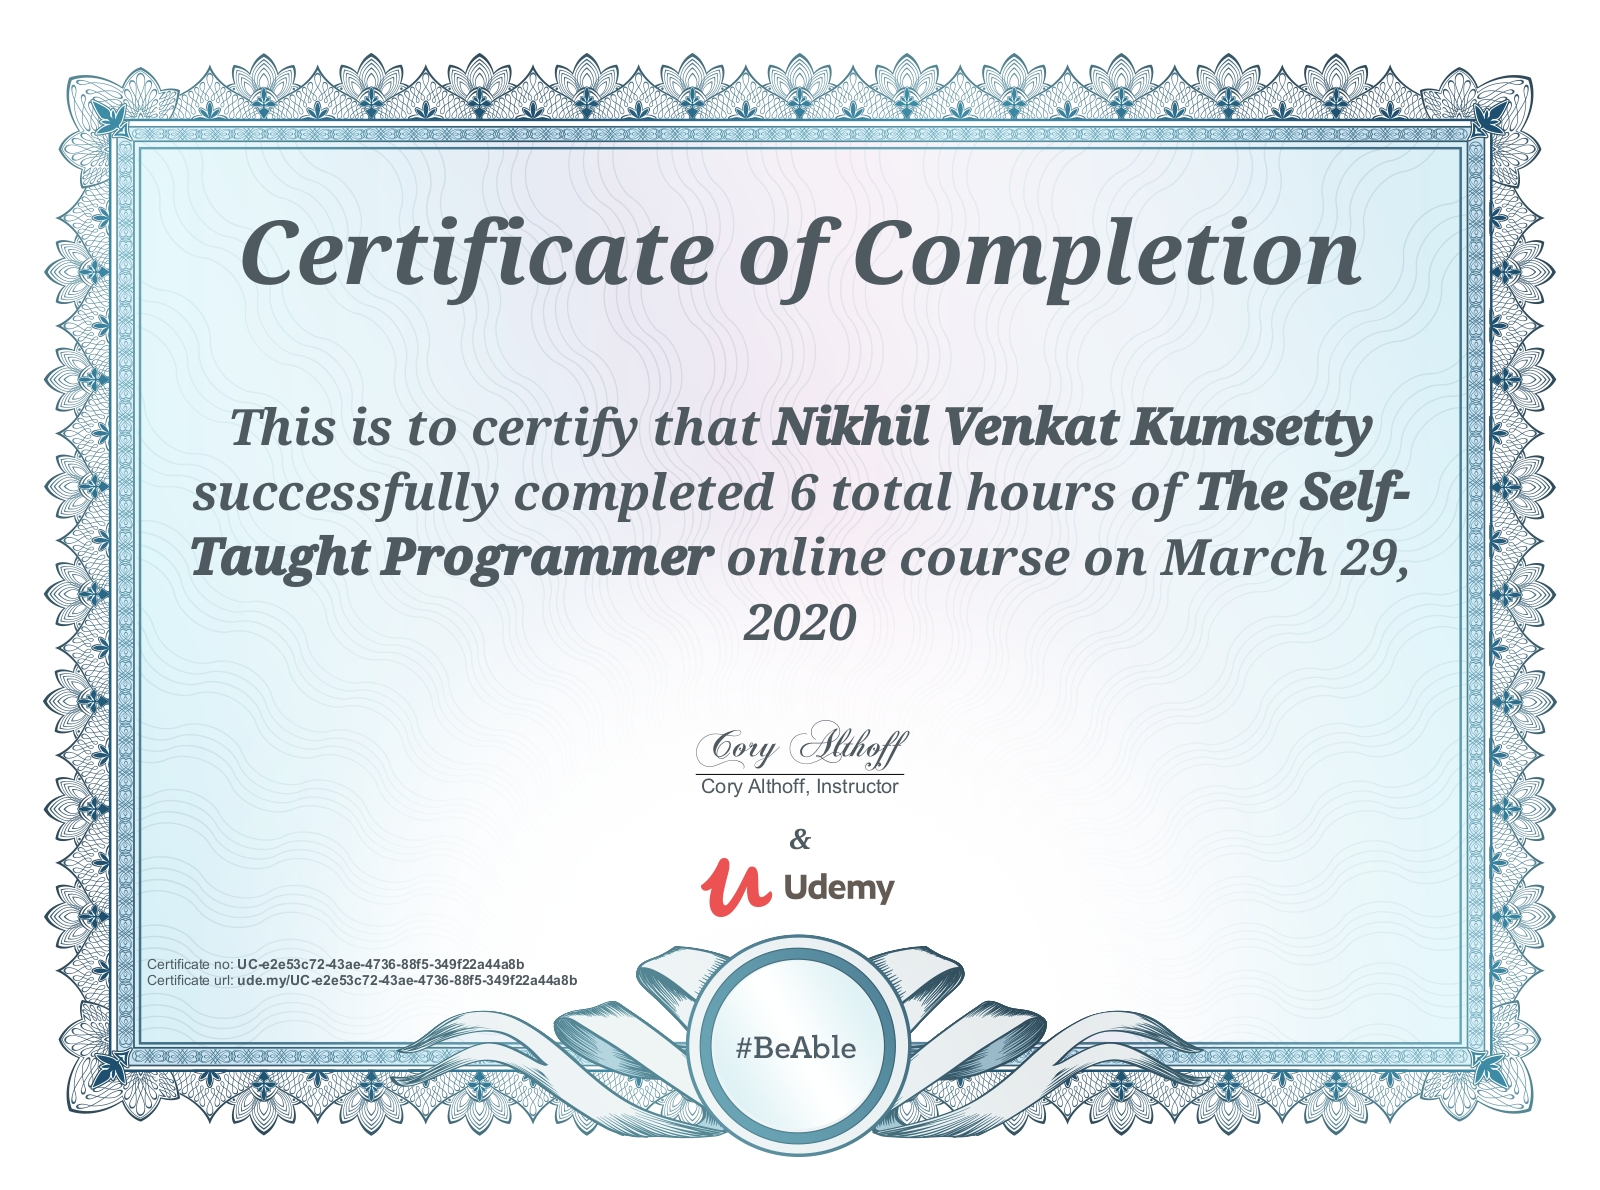 Certificate of Completion
This is to certify that Nikhil Venkat Kumsetty
successfully completed 6 total hours of The Self-
Taught Programmer online course on March 29,
2020
Cory Althoff
Cory Althoff, Instructor
&
Udemy
Certificate no: UC-e2e53c72-43ae-4736-88f5-349f22a44a8b
Certificate url: ude.my/UC-e2e53c72-43ae-4736-88f5-349f22a44a8b
#BeAble